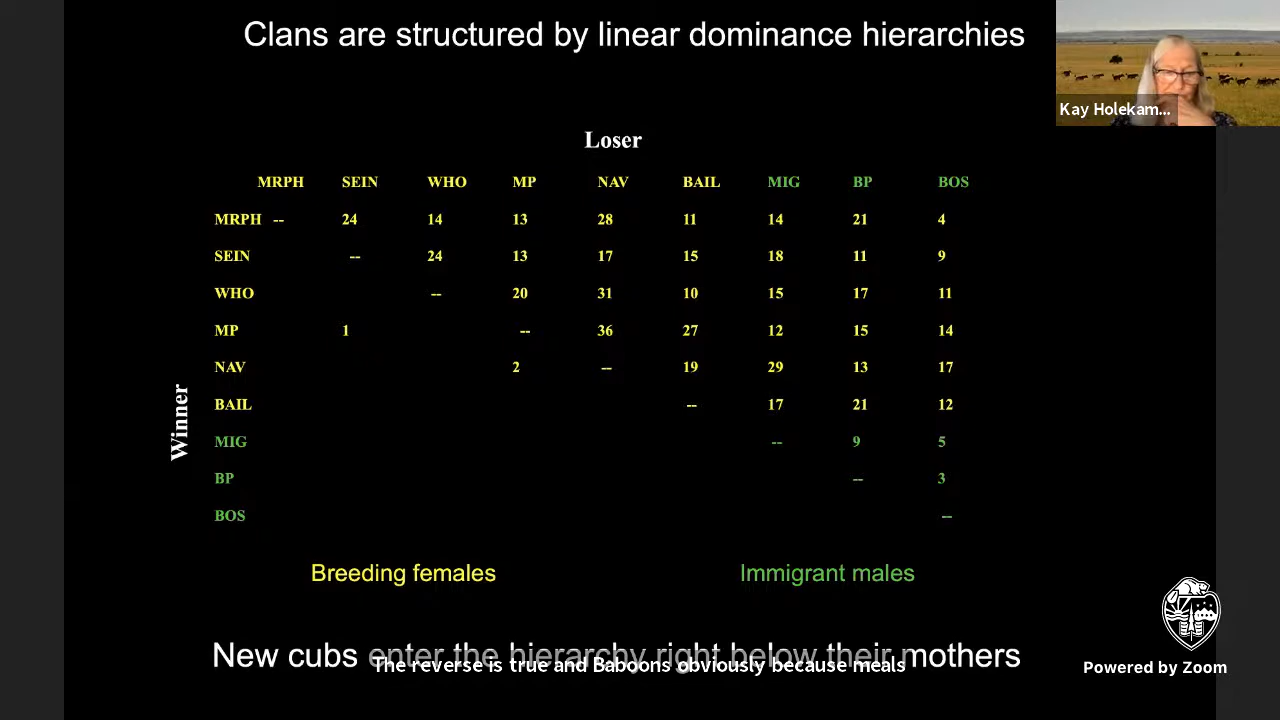 Clans are structured by linear dominance hierarchies
Kay Holekam...
Loser
MRPH SEIN WHO MP NAV BAIL MIG BP BOS
MRPH -- 24 14 13 28 11 14 21 4
SEIN -- 24 13 17 15 18 11 9
WHO -- 20 31 10 15 17 11
MP 1 -- 36 27 12 15 14
NAV 2 -- 19 29 13 17
BAIL -- 17 21 12
MIG -- 9 5
BP -- 3
BOS --
Winner
Breeding females Immigrant males
New cubs enter the hierarchy right below their mothers
The reverse is true and Baboons obviously because meals
Powered by Zoom